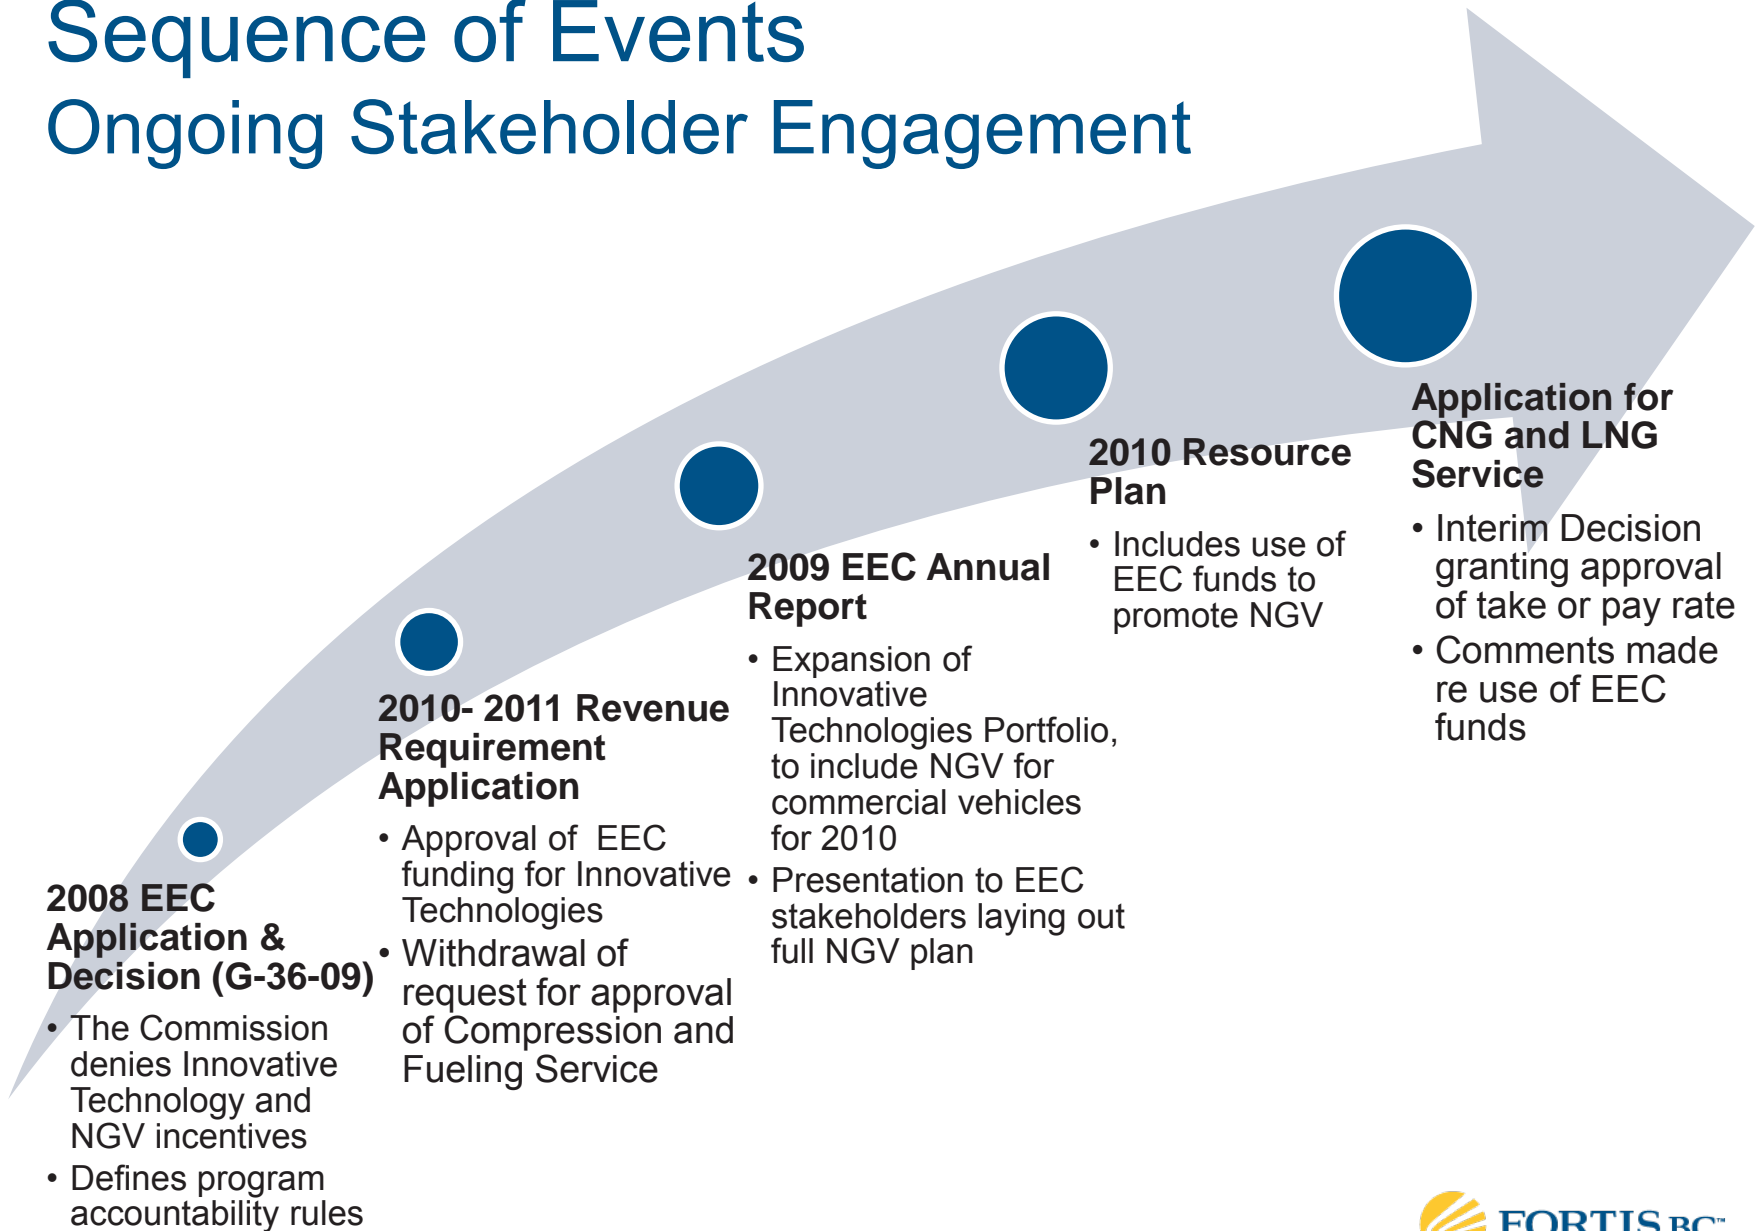 Sequence of Events
Ongoing Stakeholder Engagement
2008 EEC
Application &
Decision (G-36-09)
• The Commission
denies Innovative
Technology and
NGV incentives
• Defines program
accountability rules
2010- 2011 Revenue
Requirement
Application
• Approval of  EEC
funding for Innovative
Technologies
• Withdrawal of
request for approval
of Compression and
Fueling Service
2009 EEC Annual
Report
• Expansion of
Innovative
Technologies Portfolio,
to include NGV for
commercial vehicles
for 2010
• Presentation to EEC
stakeholders laying out
full NGV plan
2010 Resource
Plan
• Includes use of
EEC funds to
promote NGV
Application for
CNG and LNG
Service
• Interim Decision
granting approval
of take or pay rate
• Comments made
re use of EEC
funds
FORTIS BC™